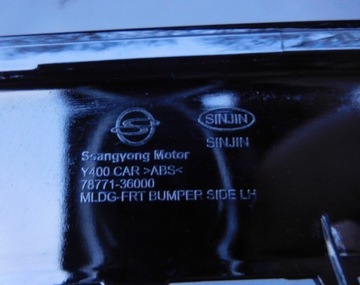 SINJIN
SINJIN
Ssangyong Motor
Y400 CAR >ABS<
78771-36000
MLDG-FRT BUMPER SIDE LH